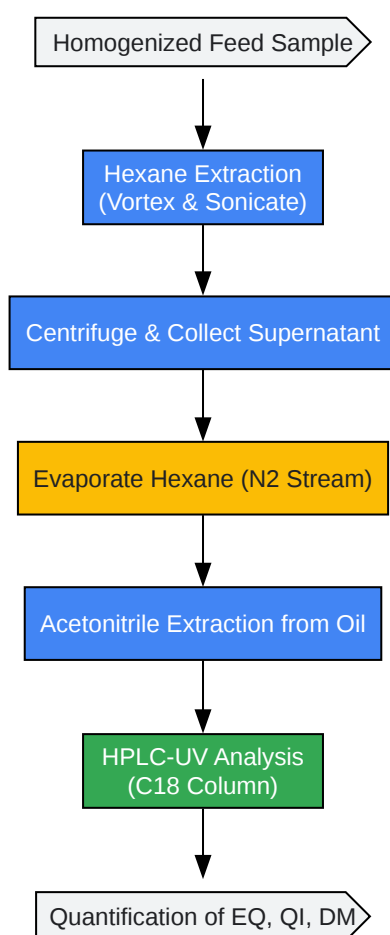 Homogenized Feed Sample
Hexane Extraction
(Vortex & Sonicate)
Centrifuge & Collect Supernatant
Evaporate Hexane (N2 Stream)
Acetonitrile Extraction from Oil
HPLC-UV Analysis
(C18 Column)
Quantification of EQ, QI, DM